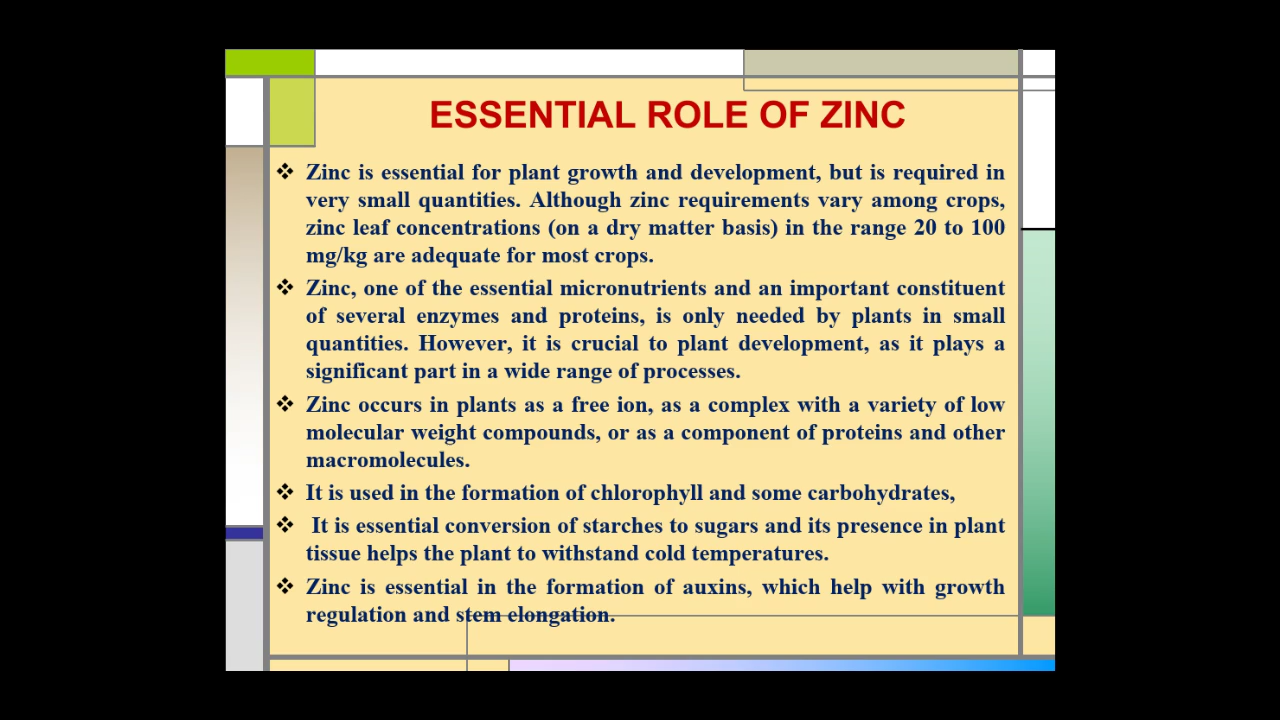 ESSENTIAL ROLE OF ZINC
❖ Zinc is essential for plant growth and development, but is required in
very small quantities. Although zinc requirements vary among crops,
zinc leaf concentrations (on a dry matter basis) in the range 20 to 100
mg/kg are adequate for most crops.
❖ Zinc, one of the essential micronutrients and an important constituent
of several enzymes and proteins, is only needed by plants in small
quantities. However, it is crucial to plant development, as it plays a
significant part in a wide range of processes.
❖ Zinc occurs in plants as a free ion, as a complex with a variety of low
molecular weight compounds, or as a component of proteins and other
macromolecules.
❖ It is used in the formation of chlorophyll and some carbohydrates,
❖ It is essential conversion of starches to sugars and its presence in plant
tissue helps the plant to withstand cold temperatures.
❖ Zinc is essential in the formation of auxins, which help with growth
regulation and stem elongation.